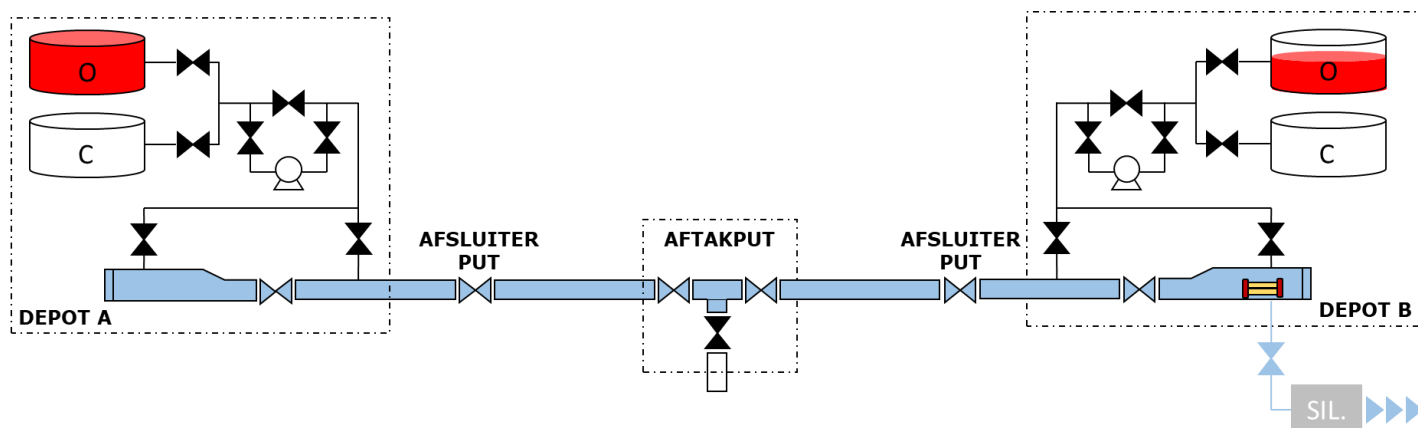 O
C
DEPOT A
AFSLUITER
PUT
AFTAKPUT
AFSLUITER
PUT
O
C
DEPOT B
SIL.